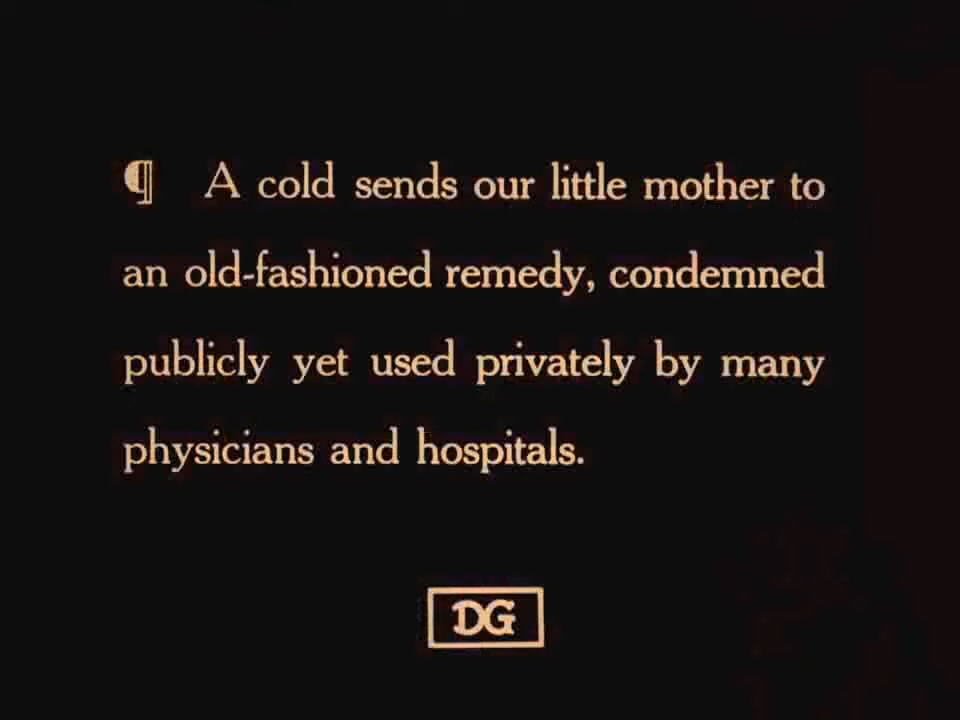 ¶ A cold sends our little mother to
an old-fashioned remedy, condemned
publicly yet used privately by many
physicians and hospitals.
DG